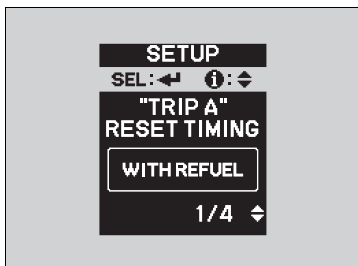 SETUP
SEL:↵ ⓘ:◆
"TRIP A"
RESET TIMING
WITH REFUEL
1/4 ◆